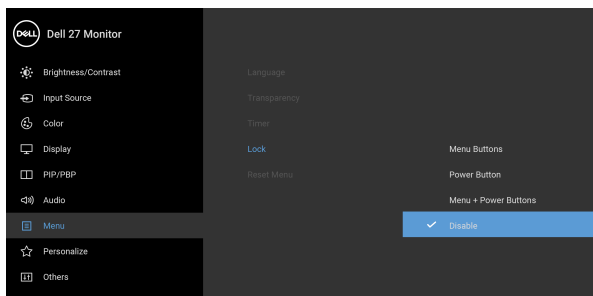 DELL
Dell 27 Monitor
Brightness/Contrast
Input Source
Color
Display
PIP/PBP
Audio
Menu
Personalize
Others
Language
Transparency
Timer
Lock
Reset Menu
Menu Buttons
Power Button
Menu + Power Buttons
Disable